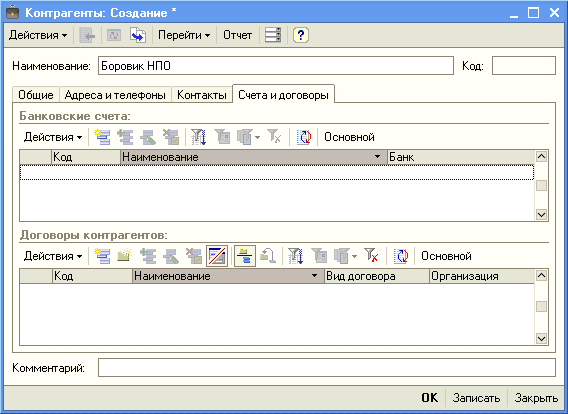 Контрагенты: Создание *
Действия Перейти Отчет ?
Наименование: Боровик НПО Код:
Общие Адреса и телефоны Контакты Счета и договоры
Банковские счета:
Действия Основной
Код Наименование Банк
Договоры контрагентов:
Действия Основной
Код Наименование Вид договора Организация
Комментарий:
OK Записать Закрыть